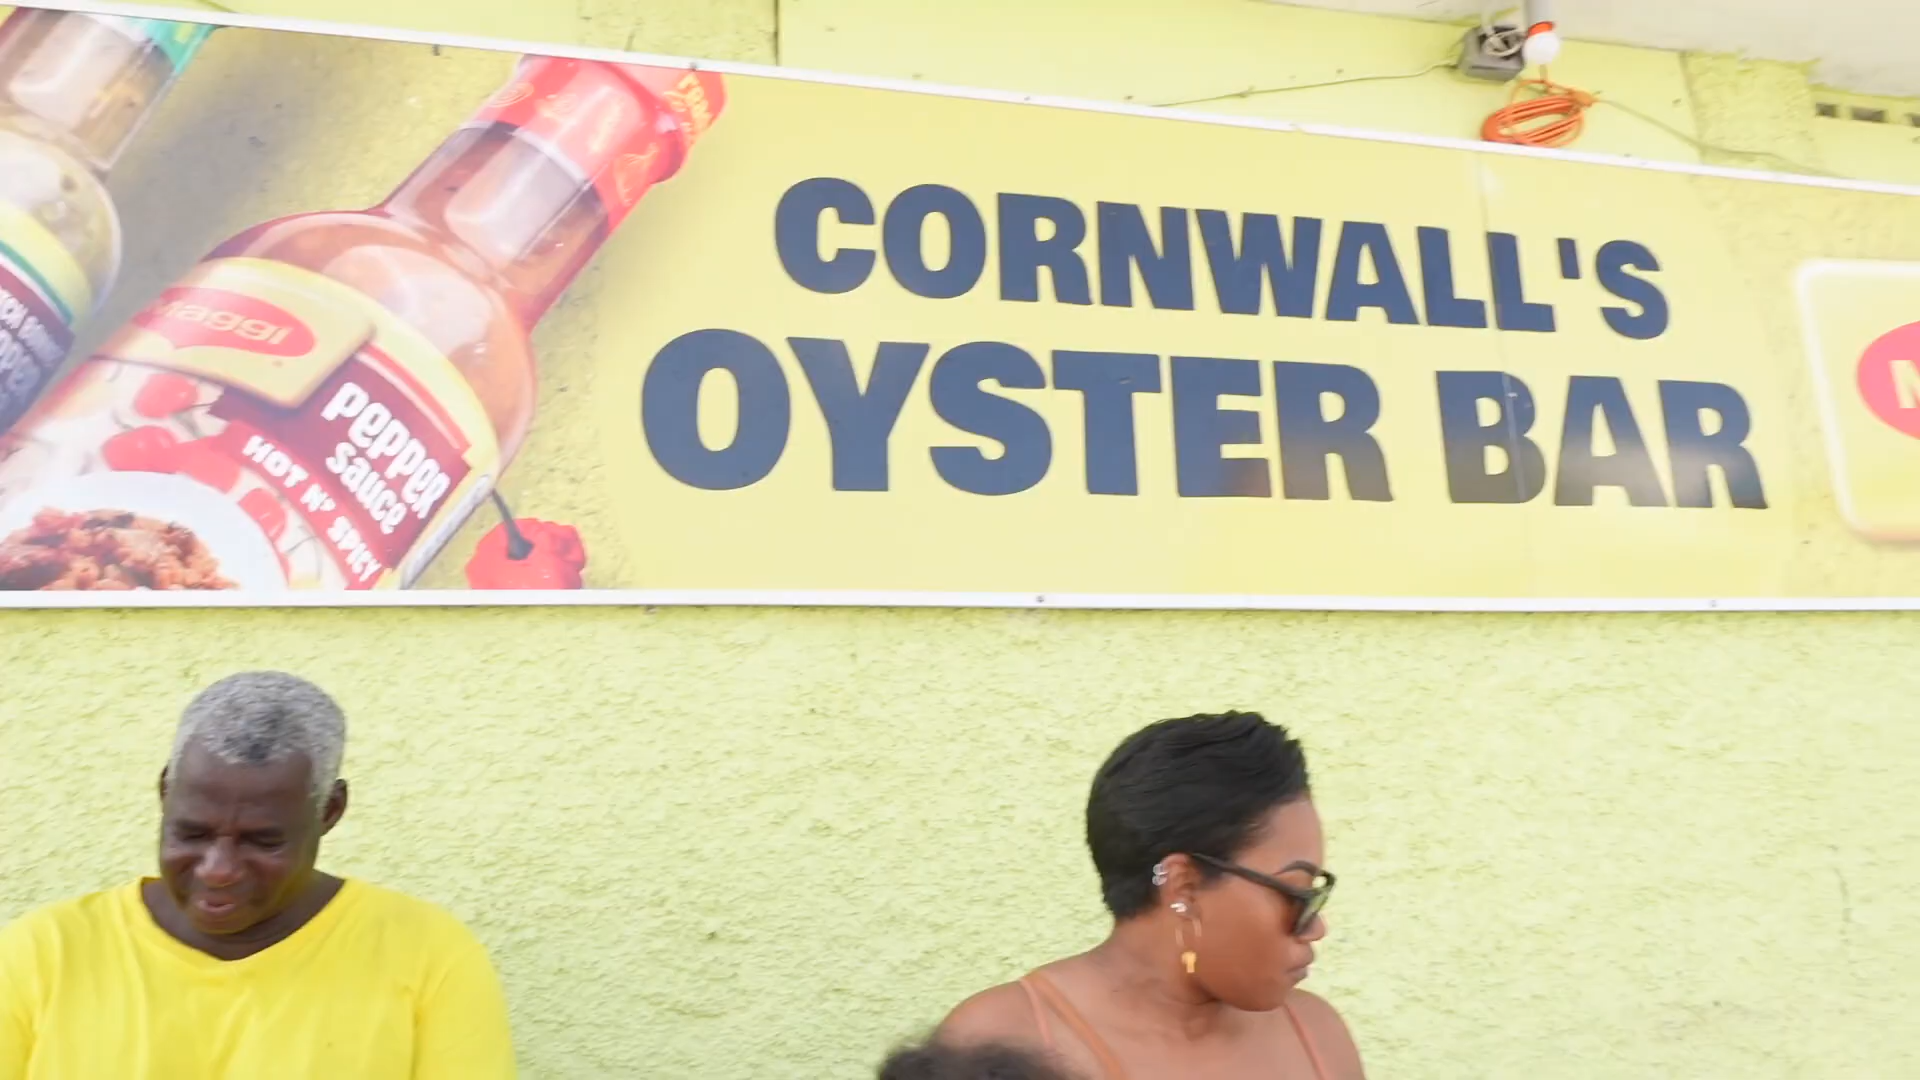 CORNWALL'S
OYSTER BAR
Maggi
PEPPER
SAUCE
HOT N' SPICY